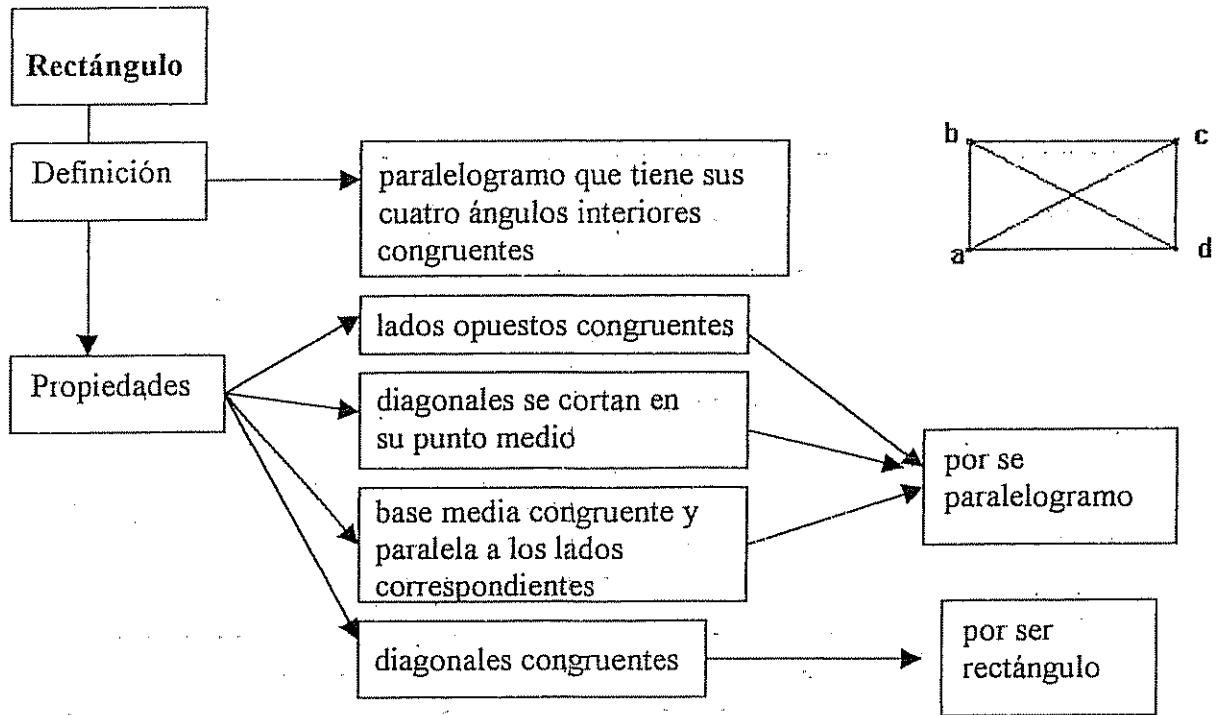 Rectángulo
Definición
paralelogramo que tiene sus
cuatro ángulos interiores
congruentes
b
c
a
d
Propiedades
lados opuestos congruentes
diagonales se cortan en
su punto medio
base media congruente y
paralela a los lados
correspondientes
diagonales congruentes
por se
paralelogramo
por ser
rectángulo